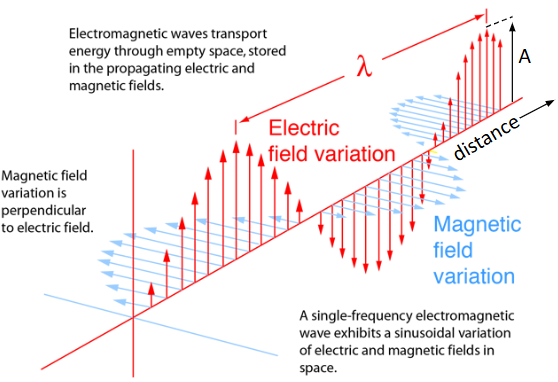 Electromagnetic waves transport
energy through empty space, stored
in the propagating electric and
magnetic fields.
λ
A
distance
Electric
field variation
Magnetic field
variation is
perpendicular
to electric field.
Magnetic
field
variation
A single-frequency electromagnetic
wave exhibits a sinusoidal variation
of electric and magnetic fields in
space.